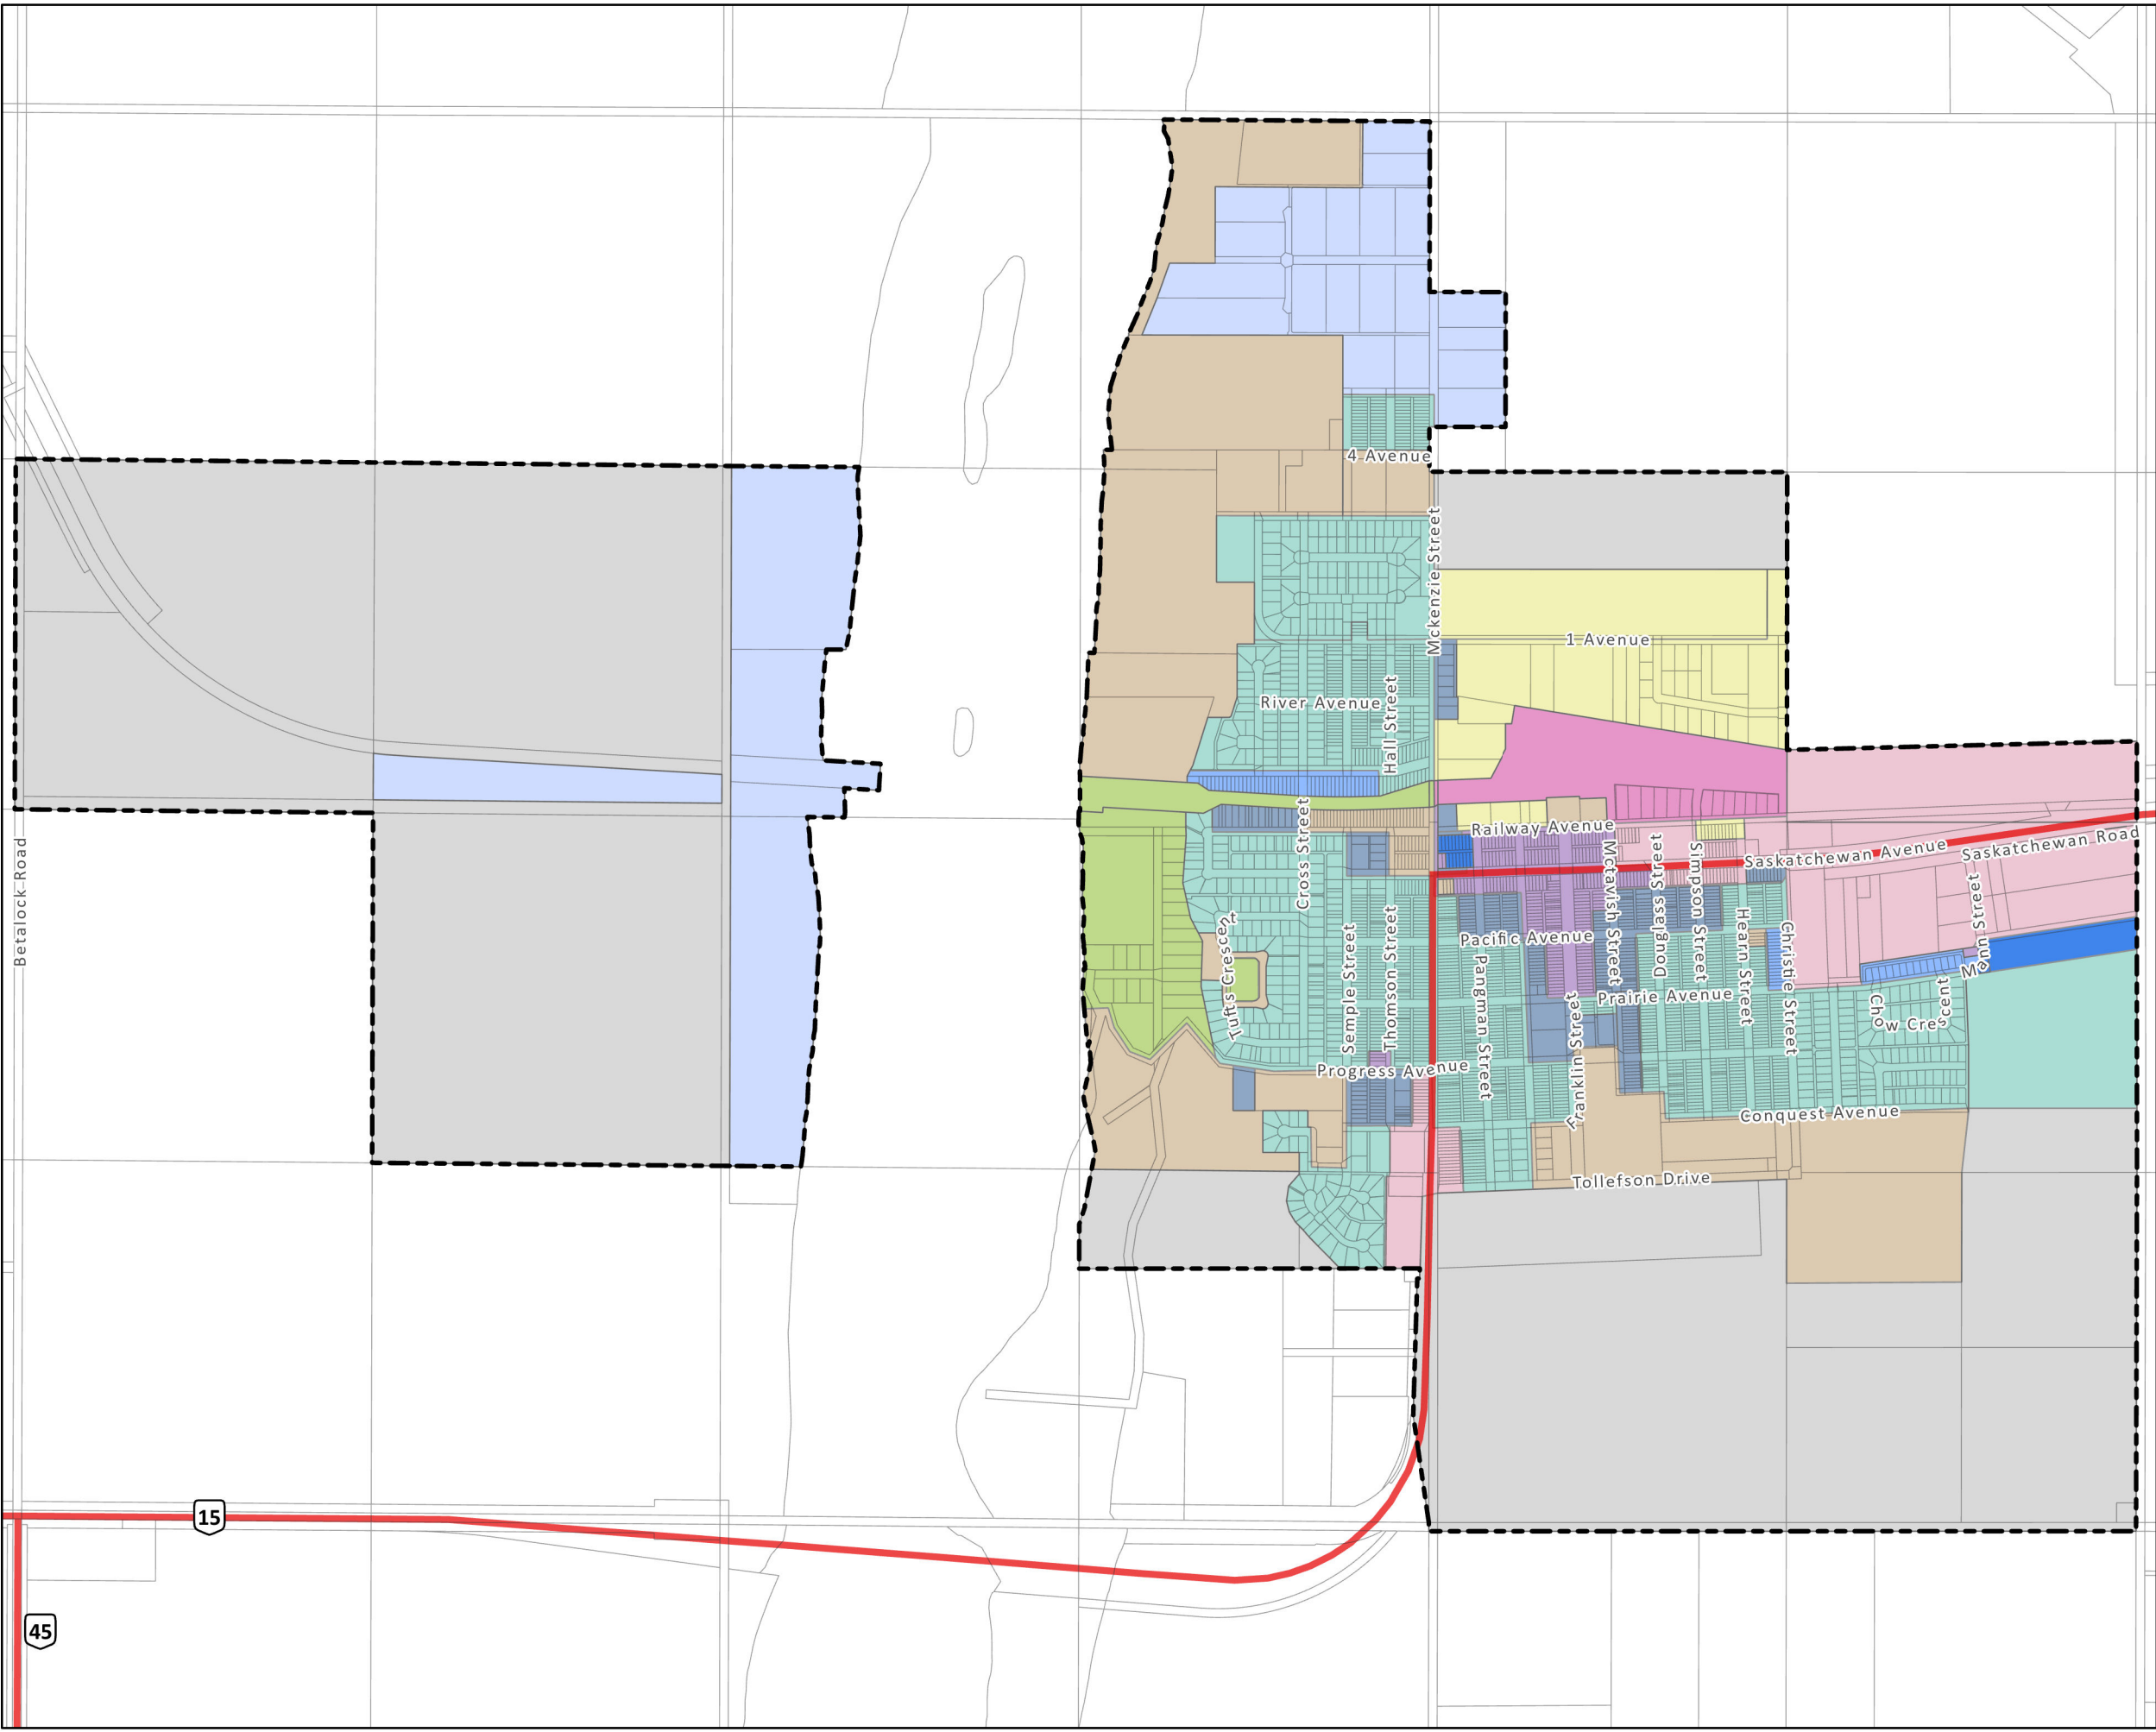 4 Avenue
Mckenzie Street
1 Avenue
River Avenue
Hall Street
Cross Street
Railway Avenue
Betalock Road
Mctavish Street
Douglass Street
Simpson Street
Saskatchewan Avenue
Saskatchewan Road
Mann Street
Tufts Crescent
Semple Street
Thomson Street
Pacific Avenue
Pangman Street
Hearn Street
Christie Street
Prairie Avenue
Franklin Street
Chow Crescent
Progress Avenue
Conquest Avenue
Tollefson Drive
15
45